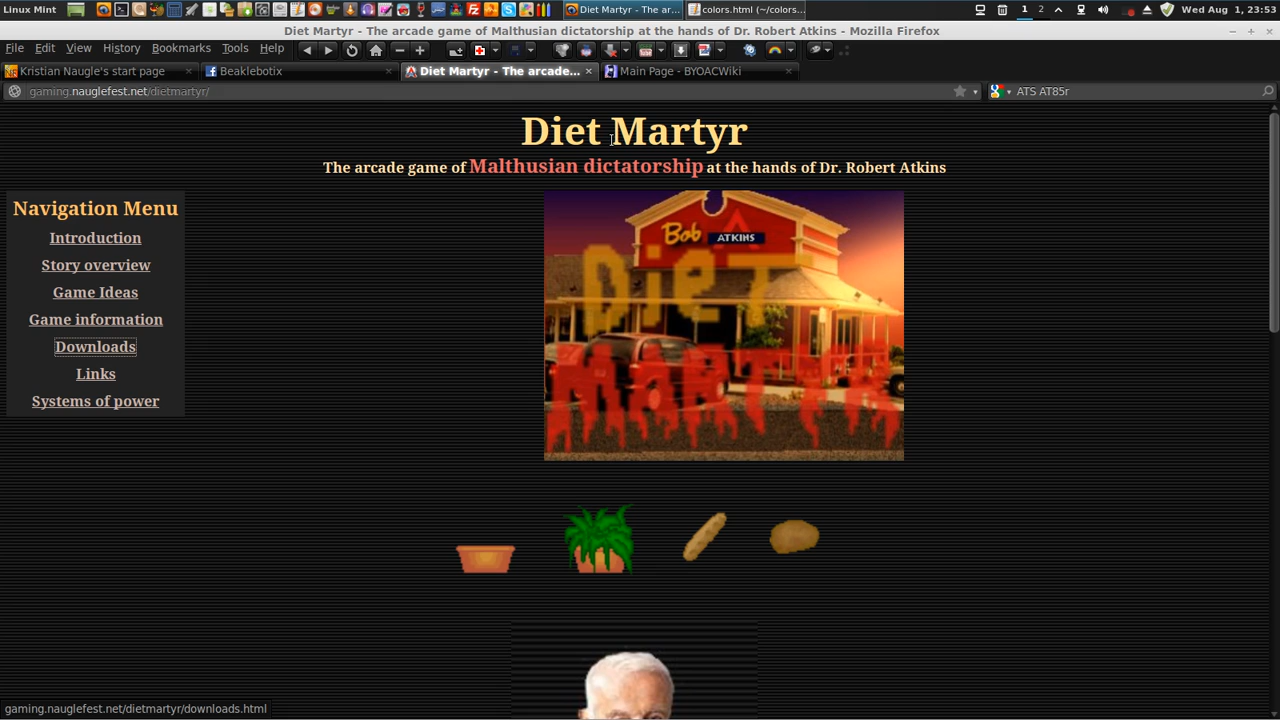 Linux Mint
Diet Martyr - The ar...
colors.html (~/colors...
1 2
Wed Aug 1, 23:53
Diet Martyr - The arcade game of Malthusian dictatorship at the hands of Dr. Robert Atkins - Mozilla Firefox
File Edit View History Bookmarks Tools Help
Kristian Naugle's start page
Beaklebotix
Diet Martyr - The arcade...
Main Page - BYOACWiki
gaming.nauglefest.net/dietmartyr/
ATS AT85r
Diet Martyr
The arcade game of Malthusian dictatorship at the hands of Dr. Robert Atkins
Navigation Menu
Introduction
Story overview
Game Ideas
Game information
Downloads
Links
Systems of power
Bob ATKINS
DieT
MARTYR
gaming.nauglefest.net/dietmartyr/downloads.html